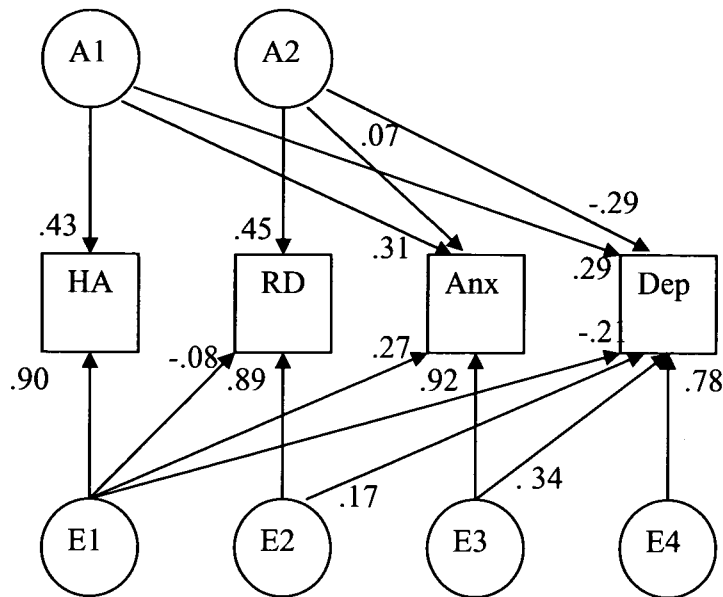 A1 A2
.07
-.29
.43 .45 .31 .29
HA RD Anx Dep
-.21
-.08 .27
.90 .89 .92 .78
.17 .34
E1 E2 E3 E4